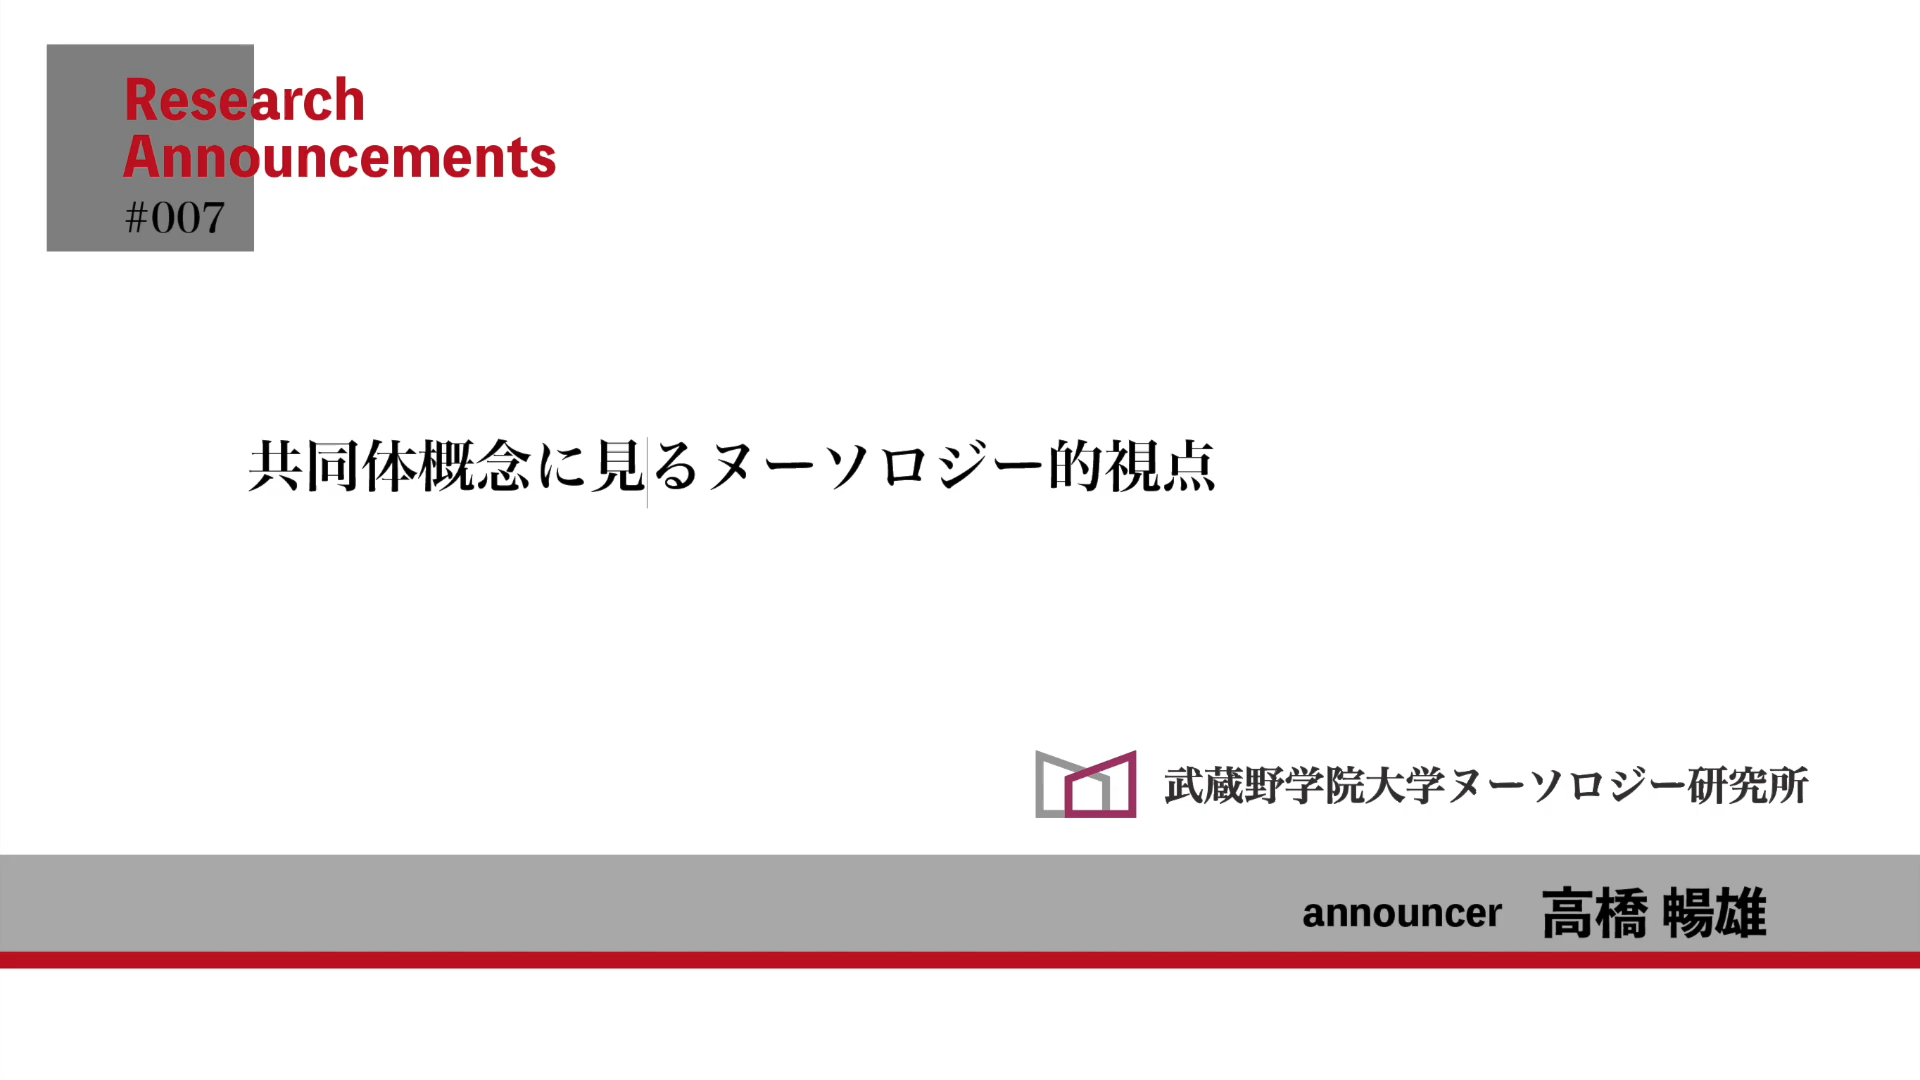 Research
Announcements
#007
共同体概念に見るヌーソロジー的視点
武蔵野学院大学ヌーソロジー研究所
announcer 高橋 暢雄